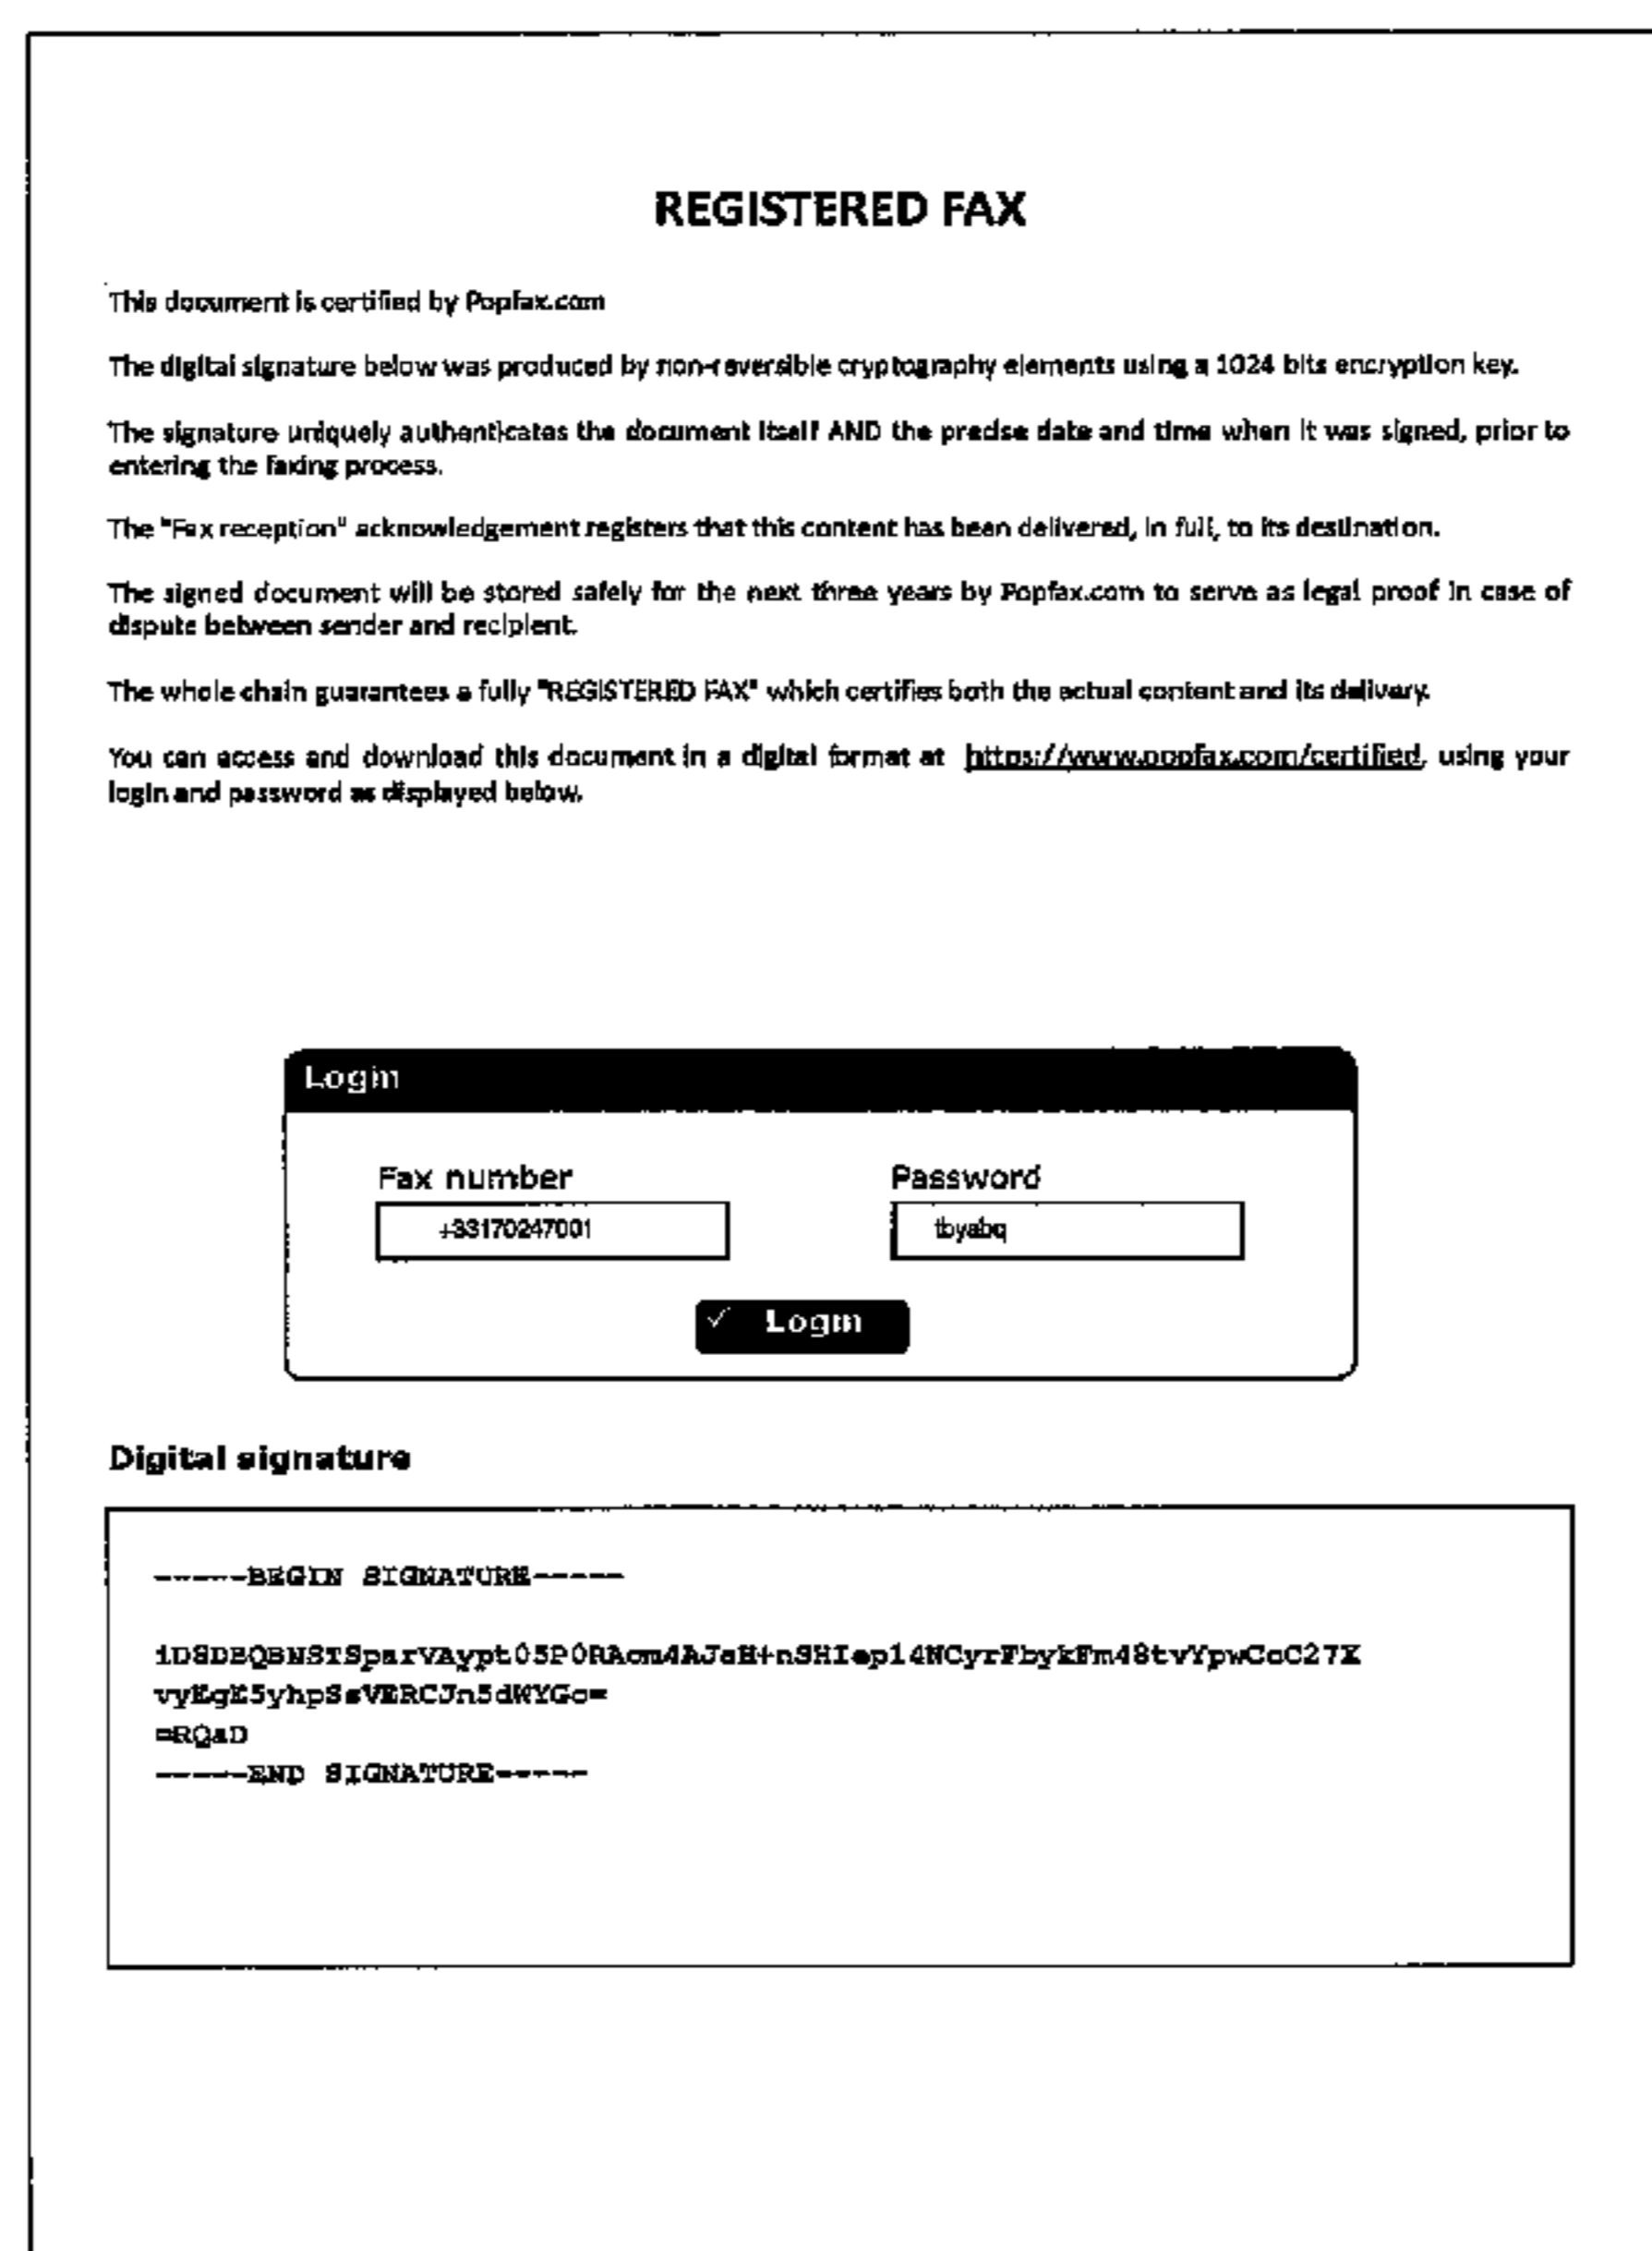 REGISTERED FAX
This document is certified by Popfax.com
The digital signature below was produced by non-reversible cryptography elements using a 1024 bits encryption key.
The signature uniquely authenticates the document itself AND the precise date and time when it was signed, prior to
entering the faxing process.
The "Fax reception" acknowledgement registers that this content has been delivered, in full, to its destination.
The signed document will be stored safely for the next three years by Popfax.com to serve as legal proof in case of
dispute between sender and recipient.
The whole chain guarantees a fully "REGISTERED FAX" which certifies both the actual content and its delivery.
You can access and download this document in a digital format at https://www.popfax.com/certified, using your
login and password as displayed below.
Login
Fax number Password
+33170247001 tbyabq
Login
Digital signature
-----BEGIN SIGNATURE-----
=RQaD
-----END SIGNATURE-----